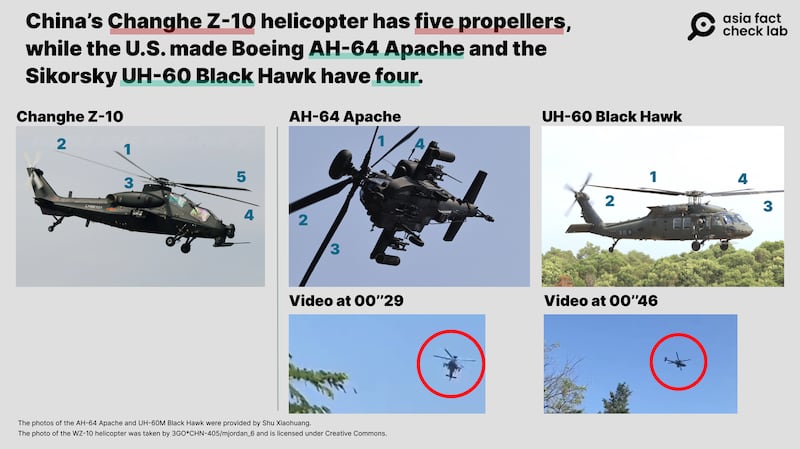 China's Changhe Z-10 helicopter has five propellers,
while the U.S. made Boeing AH-64 Apache and the
Sikorsky UH-60 Black Hawk have four.
asia fact
check lab
Changhe Z-10
AH-64 Apache
UH-60 Black Hawk
2
1
3
5
4
1
4
2
3
1
4
2
3
Video at 00''29
Video at 00''46
The photos of the AH-64 Apache and UH-60M Black Hawk were provided by Shu Xiaohuang.
The photo of the WZ-10 helicopter was taken by 3GO*CHN-405/mjordan_6 and is licensed under Creative Commons.